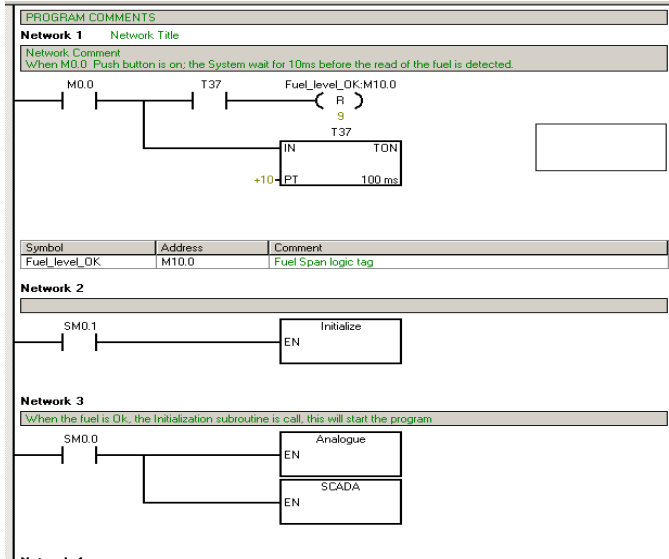 PROGRAM COMMENTS
Network 1 Network Title
Network Comment
When M0.0 Push button is on; the System wait for 10ms before the read of the fuel is detected.
M0.0 T37 Fuel_level_OK:M10.0
R
9
T37
IN TON
+10 PT 100 ms
Symbol Address Comment
Fuel_level_OK M10.0 Fuel Span logic tag
Network 2
SM0.1 Initialize
EN
Network 3
When the fuel is Ok, the Initialization subroutine is call, this will start the program
SM0.0 Analogue
EN
SCADA
EN